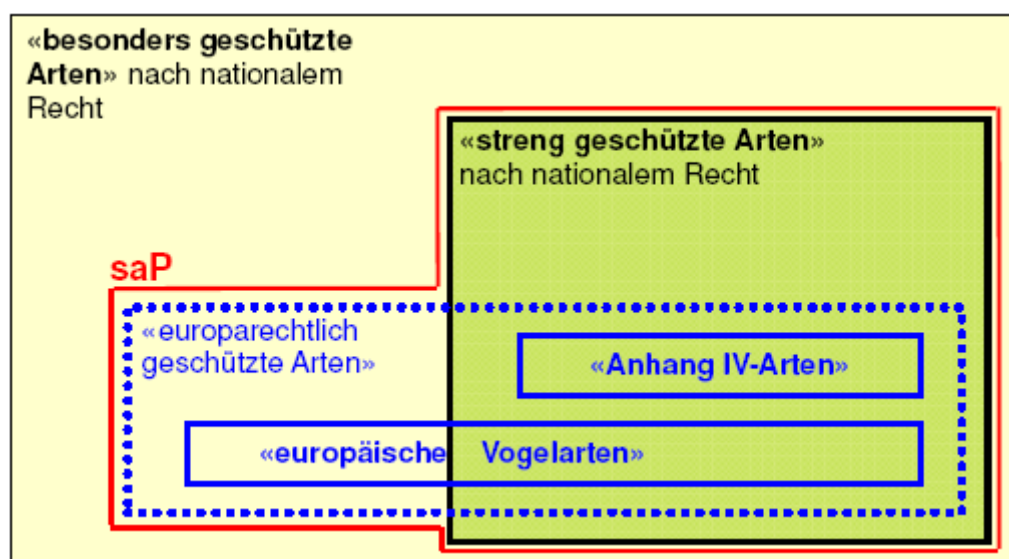 «besonders geschützte
Arten» nach nationalem
Recht
«streng geschützte Arten»
nach nationalem Recht
saP
«europarechtlich
geschützte Arten»
«Anhang IV-Arten»
«europäische Vogelarten»